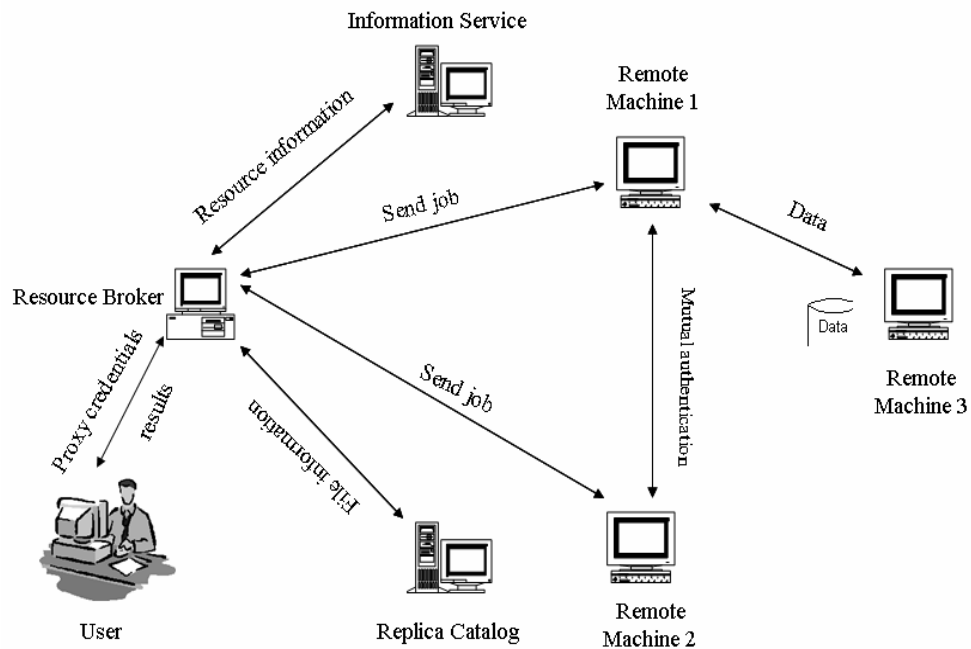 Information Service
Remote
Machine 1
Resource information
Send job
Data
Resource Broker
Mutual authentication
Data
Remote
Machine 3
Proxy credentials
results
Send job
File information
User
Replica Catalog
Remote
Machine 2